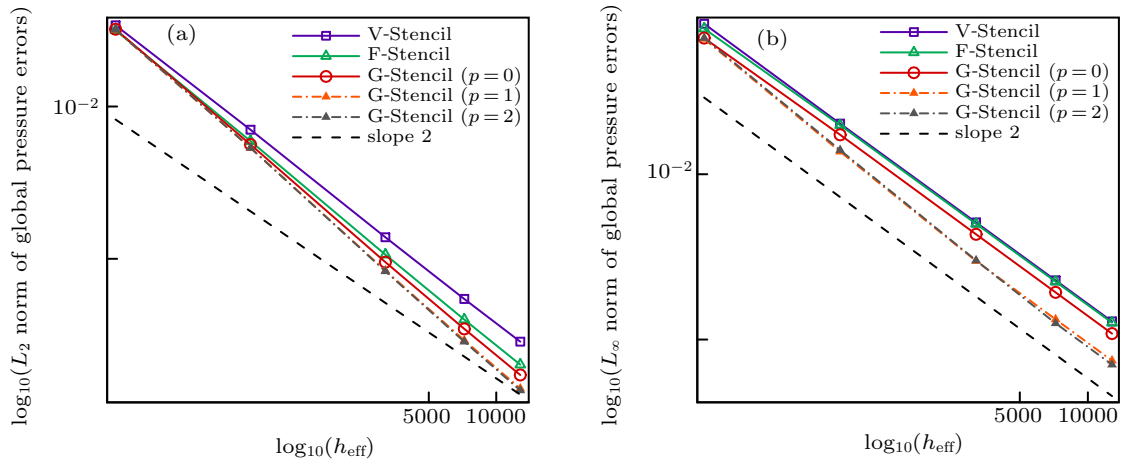 (a)
V-Stencil
F-Stencil
G-Stencil (p = 0)
G-Stencil (p = 1)
G-Stencil (p = 2)
slope 2
10⁻²
log₁₀(L₂ norm of global pressure errors)
5000 10000
log₁₀(h_eff)
(b)
V-Stencil
F-Stencil
G-Stencil (p = 0)
G-Stencil (p = 1)
G-Stencil (p = 2)
slope 2
10⁻²
log₁₀(L∞ norm of global pressure errors)
5000 10000
log₁₀(h_eff)